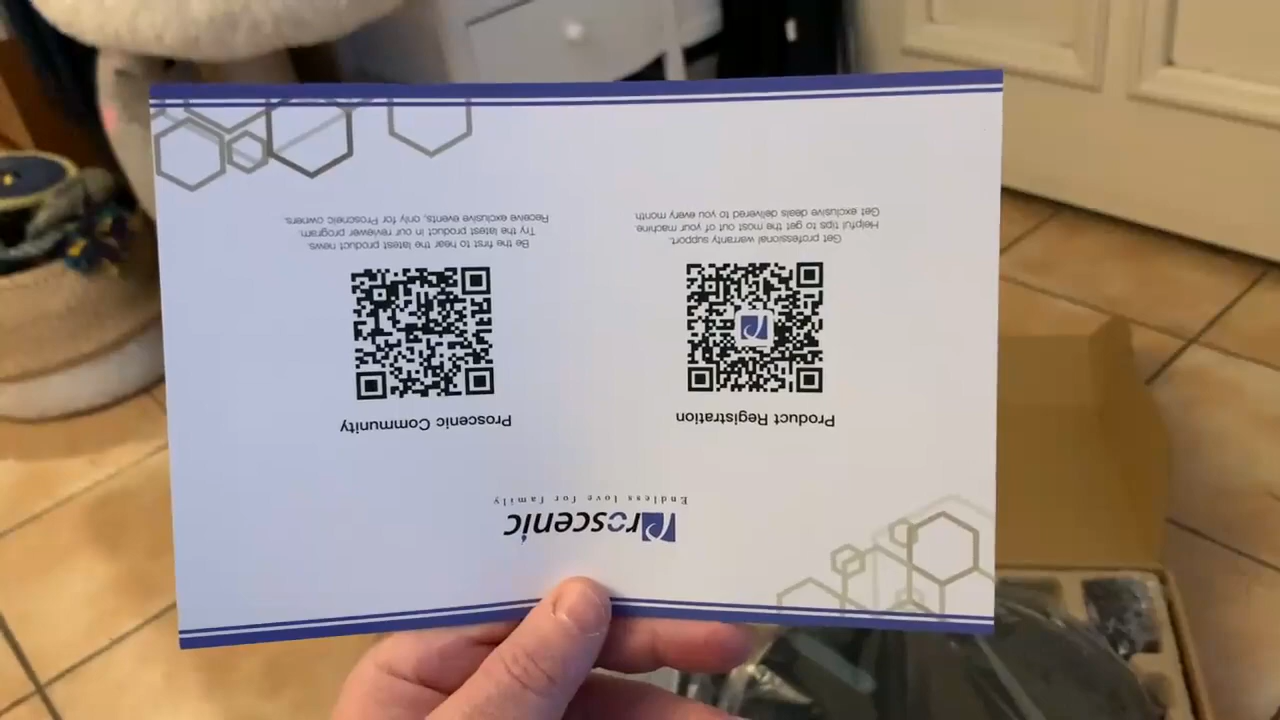 Proscenic
Endless love for family
Product Registration
Get professional warranty support.
Helpful tips to get the most out of your machine
Get exclusive deals delivered to you every month
Proscenic Community
Be the first to hear the latest product news.
Try the latest product in our reviewer program.
Receive exclusive events, only for Proscneic owners.